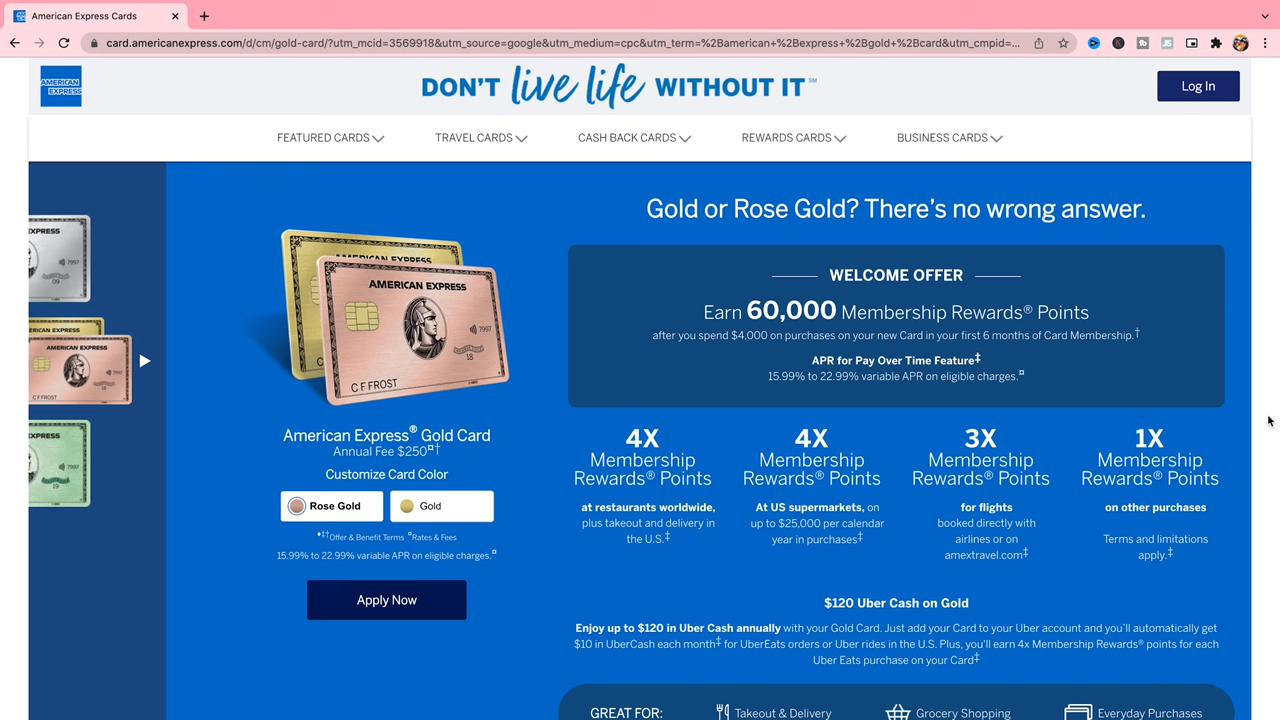 American Express Cards
card.americanexpress.com/d/cm/gold-card/?utm_mcid=3569918&utm_source=google&utm_medium=cpc&utm_term=%2Bamerican+%2Bexpress+%2Bgold+%2Bcard&utm_cmpid=...
AMERICAN
EXPRESS
DON'T live life WITHOUT IT℠
Log In
FEATURED CARDS
TRAVEL CARDS
CASH BACK CARDS
REWARDS CARDS
BUSINESS CARDS
Gold or Rose Gold? There's no wrong answer.
EXPRESS
7997
EXPRESS
AMERICAN EXPRESS
7997
18
C F FROST
EXPRESS
7997
19
AMERICAN EXPRESS
AMERICAN EXPRESS
7997
18
C F FROST
American Express® Gold Card
Annual Fee $250¤†
Customize Card Color
Rose Gold
Gold
♦‡†Offer & Benefit Terms ¤Rates & Fees
15.99% to 22.99% variable APR on eligible charges.¤
Apply Now
WELCOME OFFER
Earn 60,000 Membership Rewards® Points
after you spend $4,000 on purchases on your new Card in your first 6 months of Card Membership.†
APR for Pay Over Time Feature‡
15.99% to 22.99% variable APR on eligible charges.¤
4X
Membership
Rewards® Points
at restaurants worldwide,
plus takeout and delivery in
the U.S.‡
4X
Membership
Rewards® Points
At US supermarkets, on
up to $25,000 per calendar
year in purchases‡
3X
Membership
Rewards® Points
for flights
booked directly with
airlines or on
amextravel.com‡
1X
Membership
Rewards® Points
on other purchases
Terms and limitations
apply.‡
$120 Uber Cash on Gold
Enjoy up to $120 in Uber Cash annually with your Gold Card. Just add your Card to your Uber account and you'll automatically get
$10 in UberCash each month‡ for UberEats orders or Uber rides in the U.S. Plus, you'll earn 4x Membership Rewards® points for each
Uber Eats purchase on your Card‡
GREAT FOR:
Takeout & Delivery
Grocery Shopping
Everyday Purchases